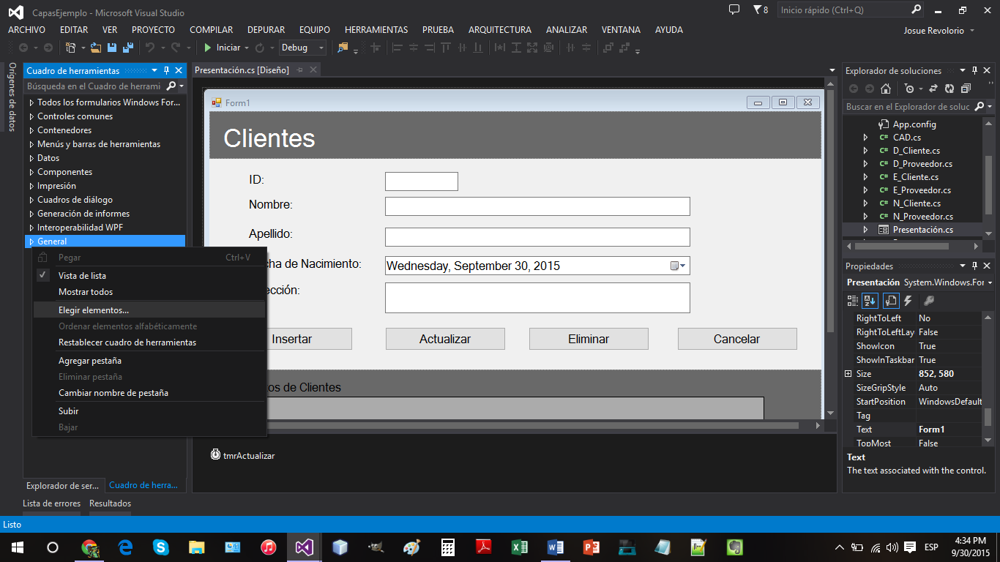 CapasEjemplo - Microsoft Visual Studio
8
Inicio rápido (Ctrl+Q)
ARCHIVO EDITAR VER PROYECTO COMPILAR DEPURAR EQUIPO HERRAMIENTAS PRUEBA ARQUITECTURA ANALIZAR VENTANA AYUDA
Josue Revolorio
Iniciar
Debug
Orígenes de datos
Cuadro de herramientas
Búsqueda en el Cuadro de herrami
Todos los formularios Windows For...
Controles comunes
Contenedores
Menús y barras de herramientas
Datos
Componentes
Impresión
Cuadros de diálogo
Generación de informes
Interoperabilidad WPF
General
Pegar Ctrl+V
Vista de lista
Mostrar todos
Elegir elementos...
Ordenar elementos alfabéticamente
Restablecer cuadro de herramientas
Agregar pestaña
Eliminar pestaña
Cambiar nombre de pestaña
Subir
Bajar
Explorador de ser...
Cuadro de herra...
Presentación.cs [Diseño]
Form1
Clientes
ID:
Nombre:
Apellido:
cha de Nacimiento:
Wednesday, September 30, 2015
ección:
Insertar
Actualizar
Eliminar
Cancelar
os de Clientes
tmrActualizar
Explorador de soluciones
Buscar en el Explorador de soluc
App.config
C# CAD.cs
C# D_Cliente.cs
C# D_Proveedor.cs
C# E_Cliente.cs
C# E_Proveedor.cs
C# N_Cliente.cs
C# N_Proveedor.cs
Presentación.cs
Propiedades
Presentación System.Windows.For
RightToLeft No
RightToLeftLay False
ShowIcon True
ShowInTaskbar True
Size 852, 580
SizeGripStyle Auto
StartPosition WindowsDefault
Tag
Text Form1
TopMost False
Text
The text associated with the control.
Lista de errores
Resultados
Listo
ESP
4:34 PM
9/30/2015